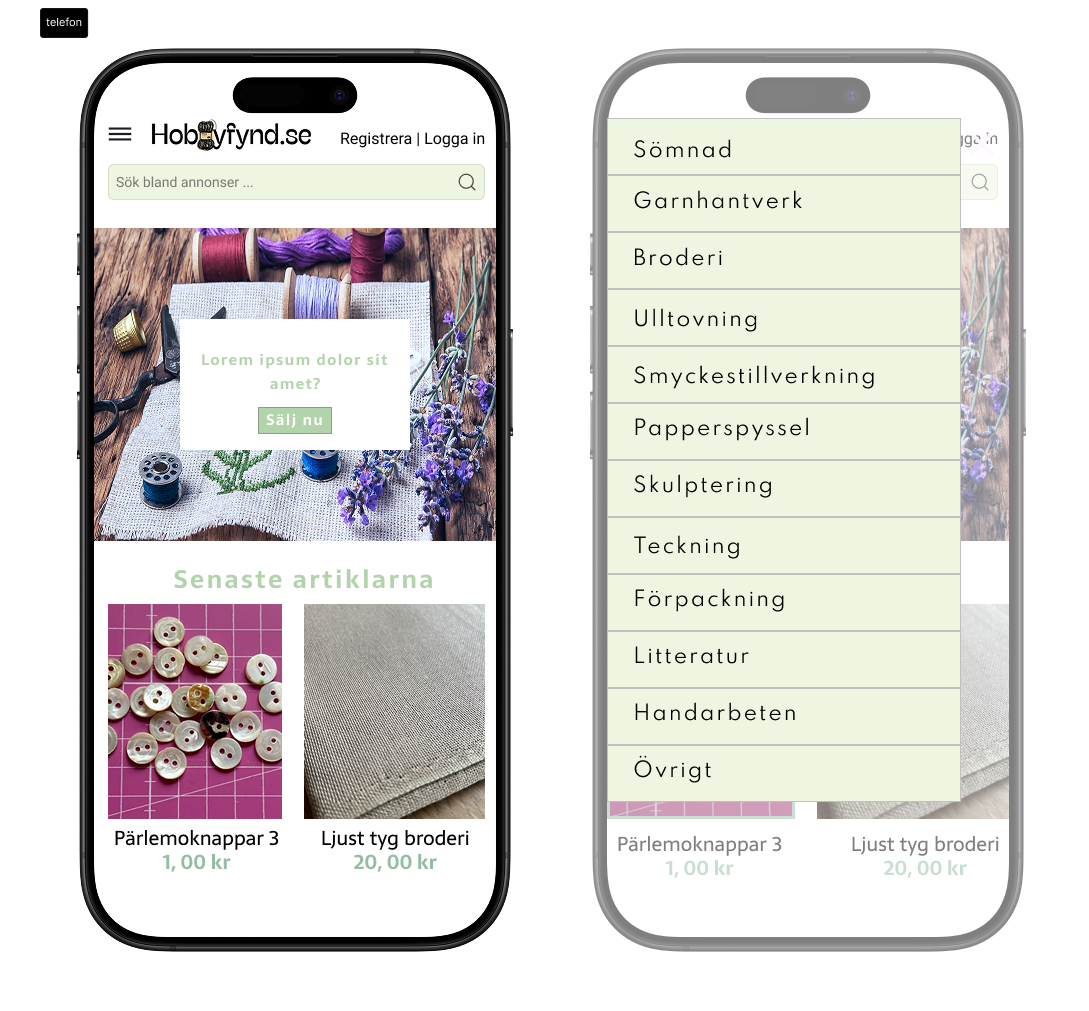 telefon
Hobbyfynd.se
Registrera | Logga in
Sök bland annonser ...
Lorem ipsum dolor sit
amet?
Sälj nu
Senaste artiklarna
Pärlemoknappar 3
1, 00 kr
Ljust tyg broderi
20, 00 kr
gga in
Sömnad
Garnhantverk
Broderi
Ulltovning
Smyckestillverkning
Papperspyssel
Skulptering
Teckning
Förpackning
Litteratur
Handarbeten
Övrigt
Pärlemoknappar 3
1, 00 kr
Ljust tyg broderi
20, 00 kr